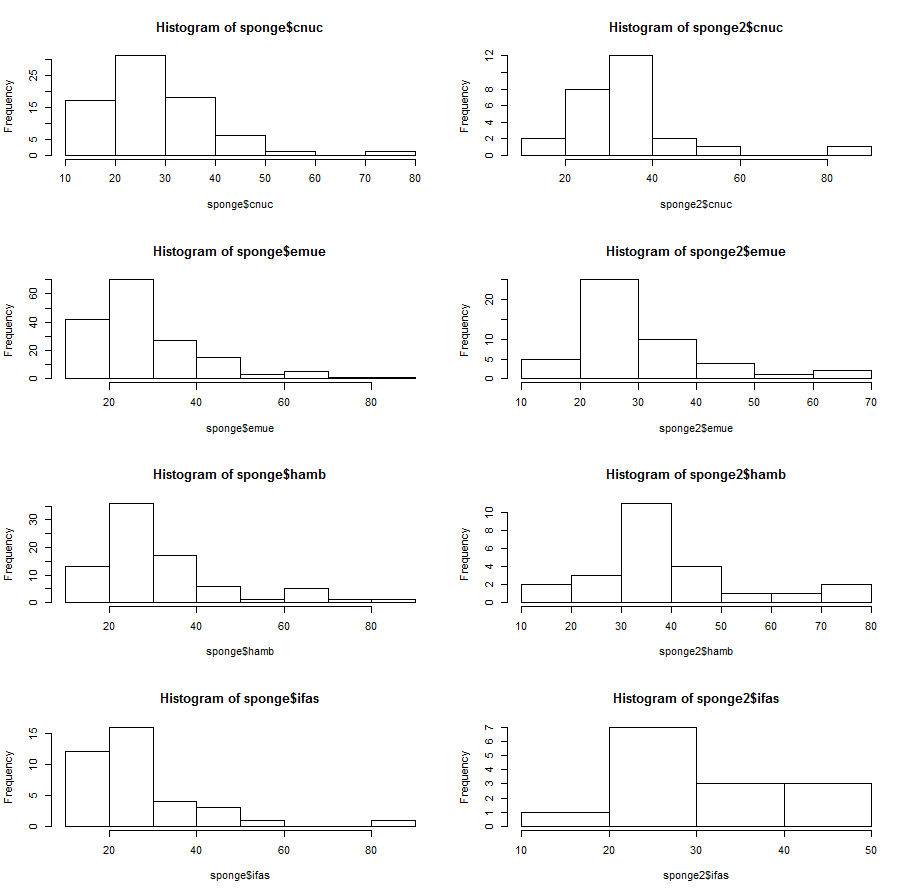 Histogram of sponge$cnuc
Frequency
5 15 25
0
10 20 30 40 50 60 70 80
sponge$cnuc
Histogram of sponge2$cnuc
Frequency
0 2 4 6 8 12
20 40 60 80
sponge2$cnuc
Histogram of sponge$emue
Frequency
0 20 40 60
20 40 60 80
sponge$emue
Histogram of sponge2$emue
Frequency
0 5 10 20
10 20 30 40 50 60 70
sponge2$emue
Histogram of sponge$hamb
Frequency
0 10 20 30
20 40 60 80
sponge$hamb
Histogram of sponge2$hamb
Frequency
0 2 4 6 8 10
10 20 30 40 50 60 70 80
sponge2$hamb
Histogram of sponge$ifas
Frequency
0 5 10 15
20 40 60 80
sponge$ifas
Histogram of sponge2$ifas
Frequency
0 1 2 3 4 5 6 7
10 20 30 40 50
sponge2$ifas